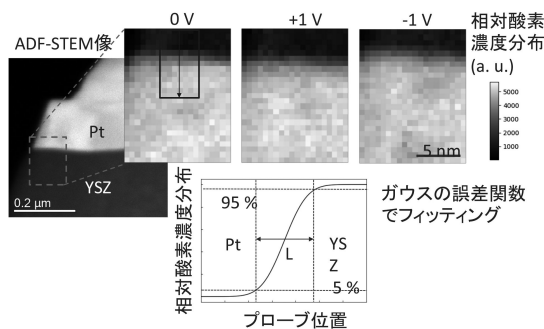 ADF-STEM像
0 V
+1 V
-1 V
相対酸素
濃度分布
(a. u.)
5000
4000
3000
2000
1000
Pt
YSZ
0.2 μm
5 nm
相対酸素濃度分布
95 %
Pt
L
YS
Z
5 %
プローブ位置
ガウスの誤差関数
でフィッティング